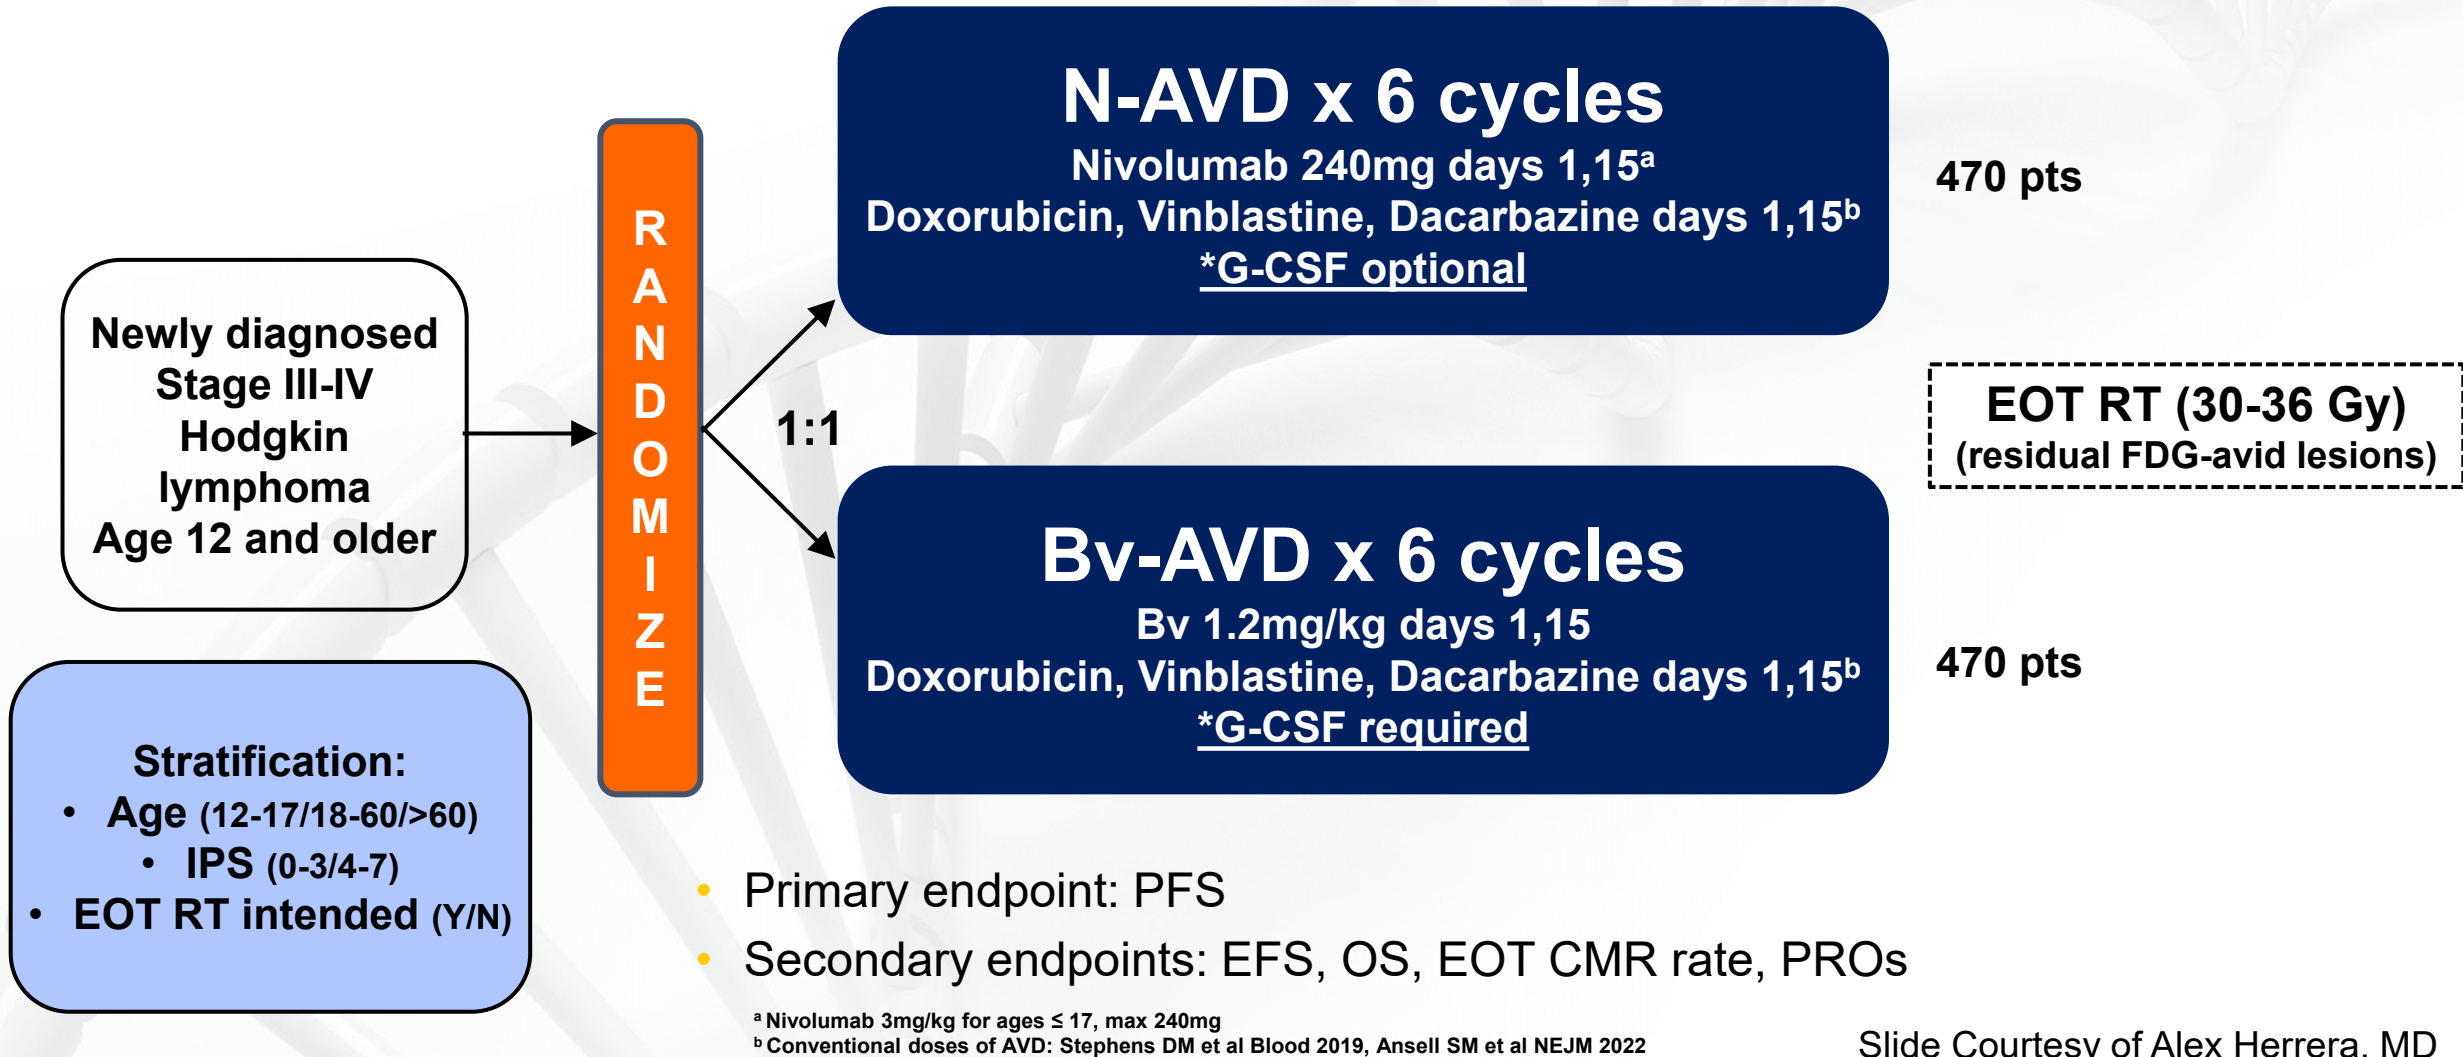 Newly diagnosed
Stage III-IV
Hodgkin
lymphoma
Age 12 and older
Stratification:
• Age (12-17/18-60/>60)
• IPS (0-3/4-7)
• EOT RT intended (Y/N)
R
A
N
D
O
M
I
Z
E
1:1
N-AVD x 6 cycles
Nivolumab 240mg days 1,15ᵃ
Doxorubicin, Vinblastine, Dacarbazine days 1,15ᵇ
*G-CSF optional
470 pts
EOT RT (30-36 Gy)
(residual FDG-avid lesions)
Bv-AVD x 6 cycles
Bv 1.2mg/kg days 1,15
Doxorubicin, Vinblastine, Dacarbazine days 1,15ᵇ
*G-CSF required
470 pts
• Primary endpoint: PFS
• Secondary endpoints: EFS, OS, EOT CMR rate, PROs
ᵃ Nivolumab 3mg/kg for ages ≤ 17, max 240mg
ᵇ Conventional doses of AVD: Stephens DM et al Blood 2019, Ansell SM et al NEJM 2022
Slide Courtesy of Alex Herrera, MD